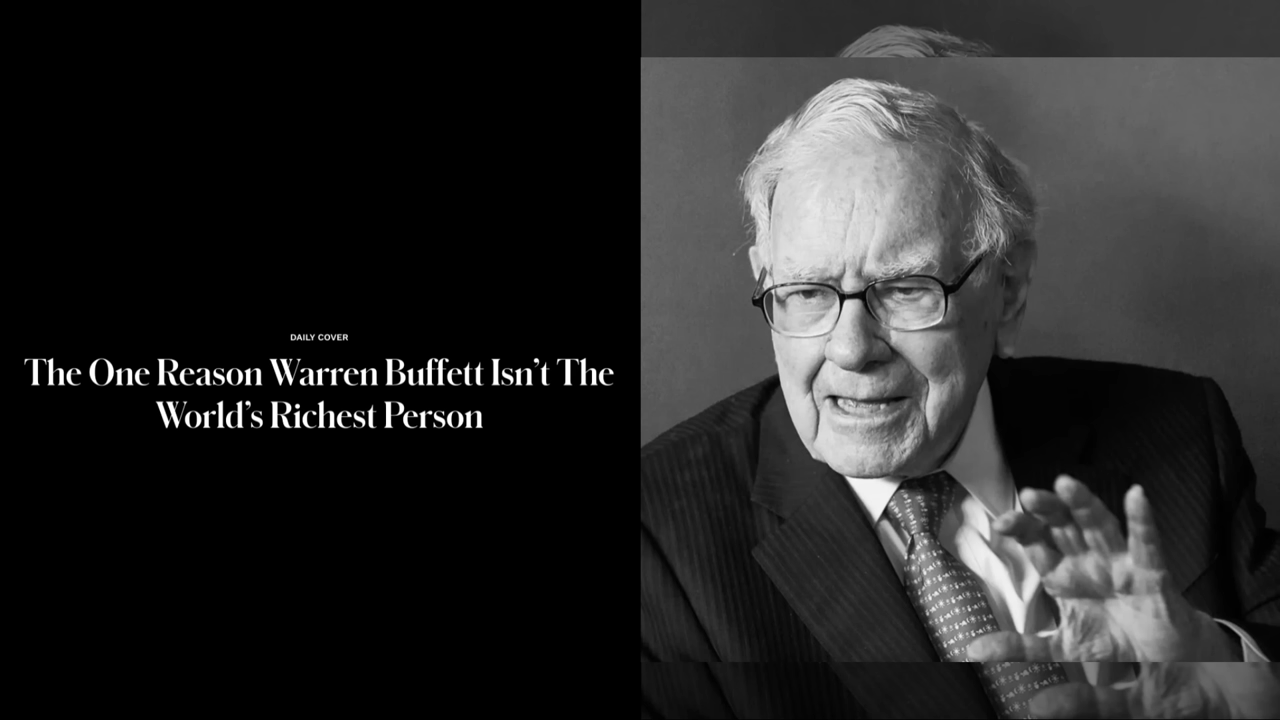 DAILY COVER
The One Reason Warren Buffett Isn’t The
World’s Richest Person